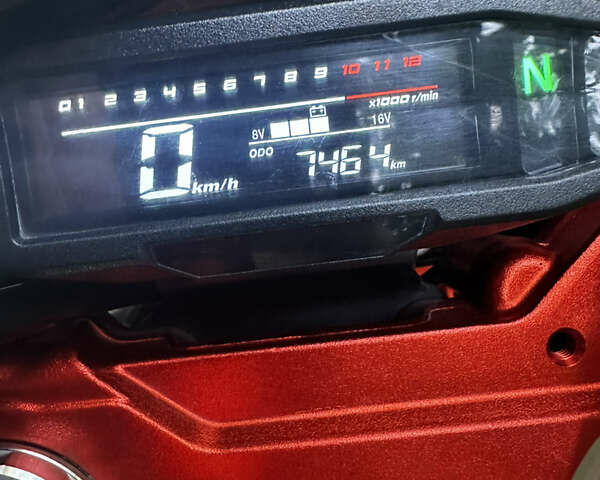 0 1 2 3 4 5 6 7 8 9 10 11 12
x1000 r/min
8V 16V
0 km/h
ODO 7464 km
N